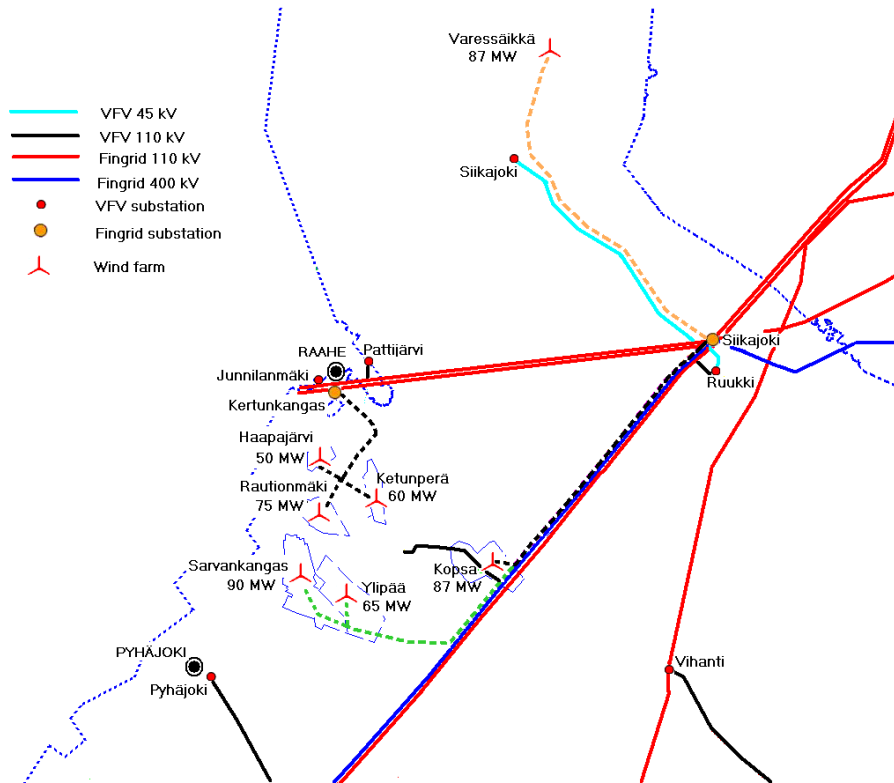 Varessäikkä
87 MW
VFV 45 kV
VFV 110 kV
Fingrid 110 kV
Fingrid 400 kV
VFV substation
Fingrid substation
Wind farm
Siikajoki
Siikajoki
Ruukki
RAAHE
Pattijärvi
Junnilanmäki
Kertunkangas
Haapajärvi
50 MW
Ketunperä
60 MW
Rautionmäki
75 MW
Sarvankangas
90 MW
Ylipää
65 MW
Kopsa
87 MW
PYHÄJOKI
Pyhäjoki
Vihanti